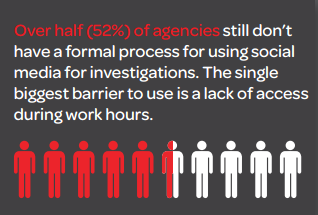 Over half (52%) of agencies still don't
have a formal process for using social
media for investigations. The single
biggest barrier to use is a lack of access
during work hours.